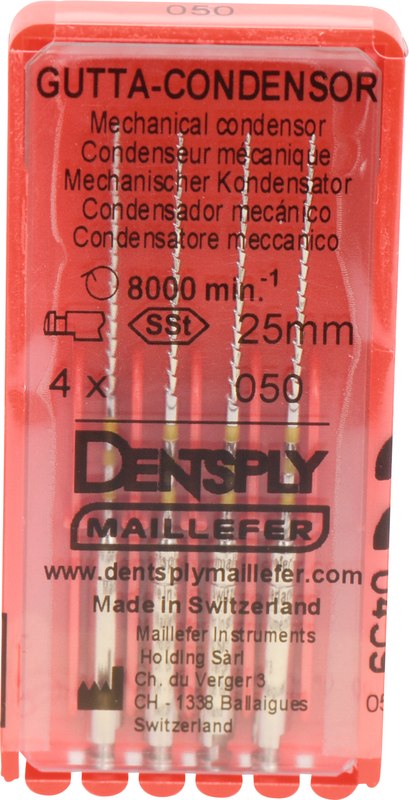 050
GUTTA-CONDENSOR
Mechanical condensor
Condenseur mécanique
Mechanischer Kondensator
Condensador mecánico
Condensatore meccanico
8000 min.-1
SSt 25mm
4 x 050
DENTSPLY
MAILLEFER
www.dentsplymaillefer.com
Made in Switzerland
Maillefer Instruments
Holding Sàrl
Ch. du Verger 3
CH - 1338 Ballaigues
Switzerland